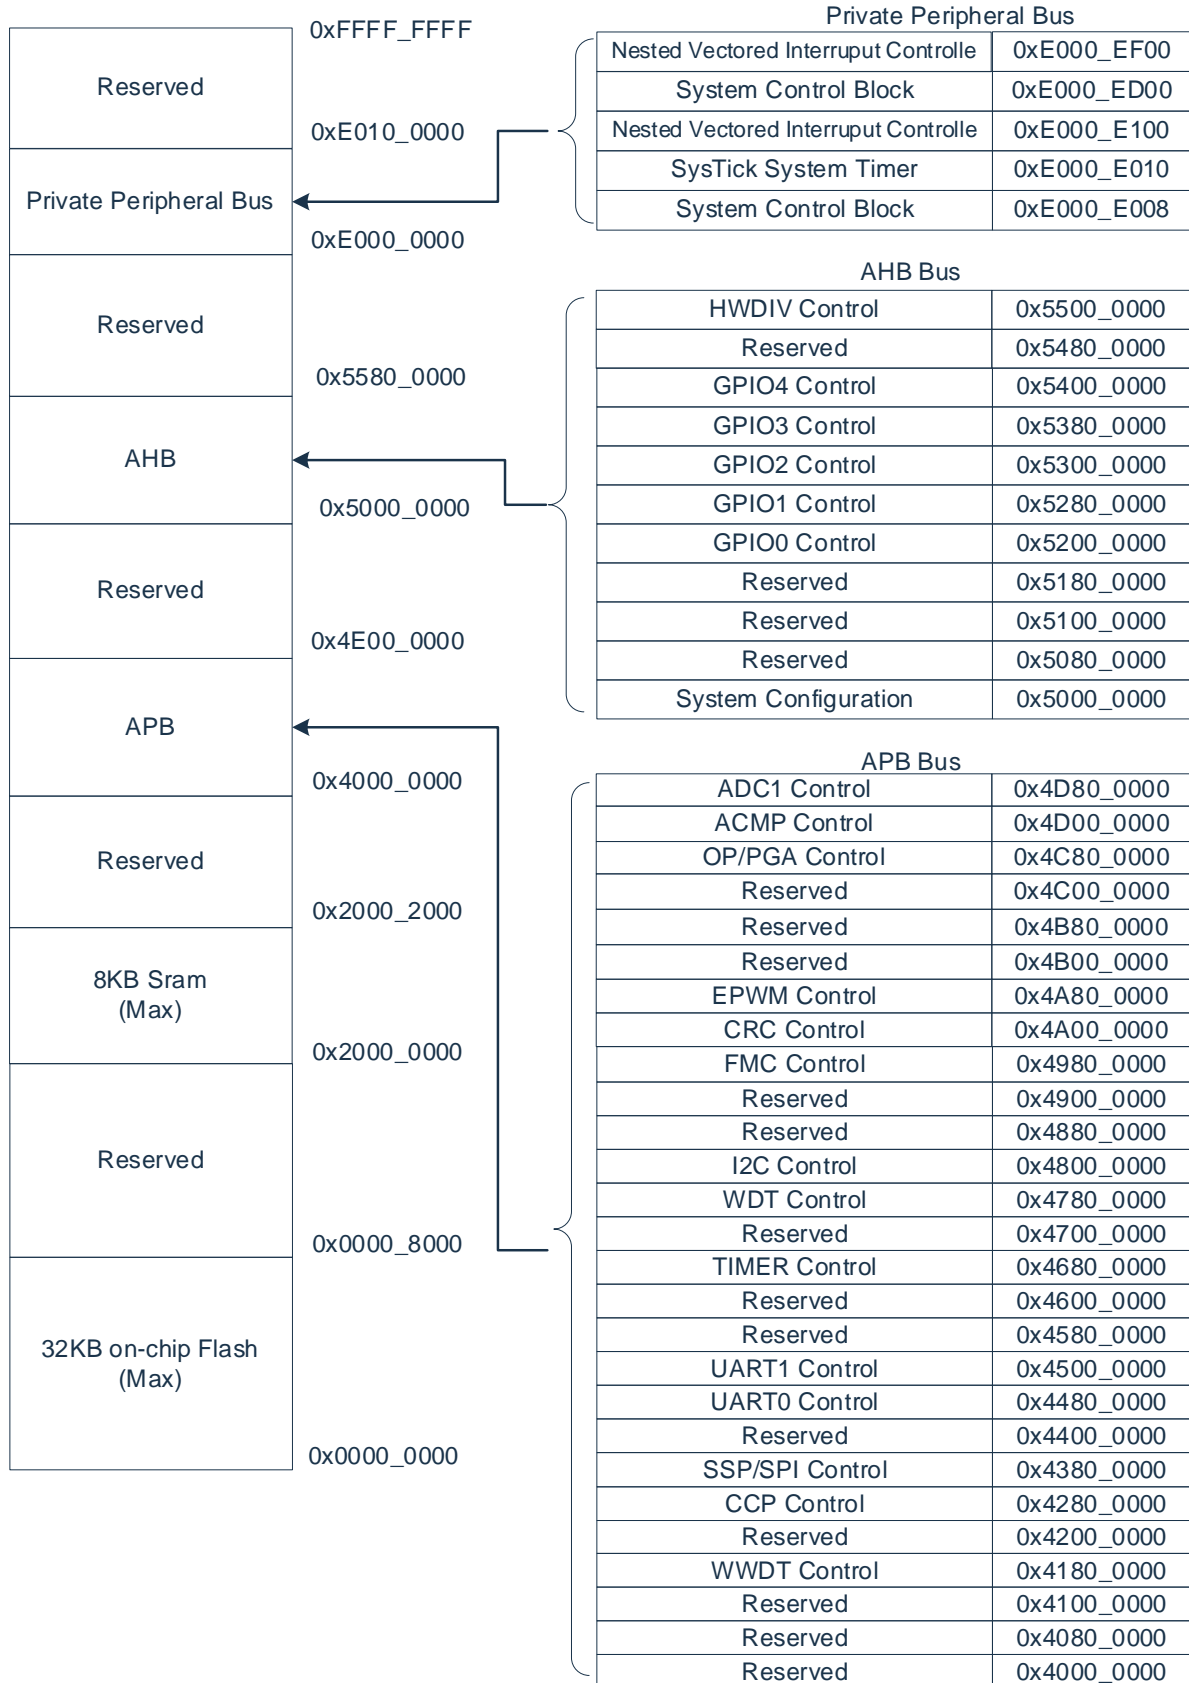 0xFFFF_FFFF
Reserved
0xE010_0000
Private Peripheral Bus
0xE000_0000
Reserved
0x5580_0000
AHB
0x5000_0000
Reserved
0x4E00_0000
APB
0x4000_0000
Reserved
0x2000_2000
8KB Sram
(Max)
0x2000_0000
Reserved
0x0000_8000
32KB on-chip Flash
(Max)
0x0000_0000
Private Peripheral Bus
Nested Vectored Interruput Controlle 0xE000_EF00
System Control Block 0xE000_ED00
Nested Vectored Interruput Controlle 0xE000_E100
SysTick System Timer 0xE000_E010
System Control Block 0xE000_E008
AHB Bus
HWDIV Control 0x5500_0000
Reserved 0x5480_0000
GPIO4 Control 0x5400_0000
GPIO3 Control 0x5380_0000
GPIO2 Control 0x5300_0000
GPIO1 Control 0x5280_0000
GPIO0 Control 0x5200_0000
Reserved 0x5180_0000
Reserved 0x5100_0000
Reserved 0x5080_0000
System Configuration 0x5000_0000
APB Bus
ADC1 Control 0x4D80_0000
ACMP Control 0x4D00_0000
OP/PGA Control 0x4C80_0000
Reserved 0x4C00_0000
Reserved 0x4B80_0000
Reserved 0x4B00_0000
EPWM Control 0x4A80_0000
CRC Control 0x4A00_0000
FMC Control 0x4980_0000
Reserved 0x4900_0000
Reserved 0x4880_0000
I2C Control 0x4800_0000
WDT Control 0x4780_0000
Reserved 0x4700_0000
TIMER Control 0x4680_0000
Reserved 0x4600_0000
Reserved 0x4580_0000
UART1 Control 0x4500_0000
UART0 Control 0x4480_0000
Reserved 0x4400_0000
SSP/SPI Control 0x4380_0000
CCP Control 0x4280_0000
Reserved 0x4200_0000
WWDT Control 0x4180_0000
Reserved 0x4100_0000
Reserved 0x4080_0000
Reserved 0x4000_0000